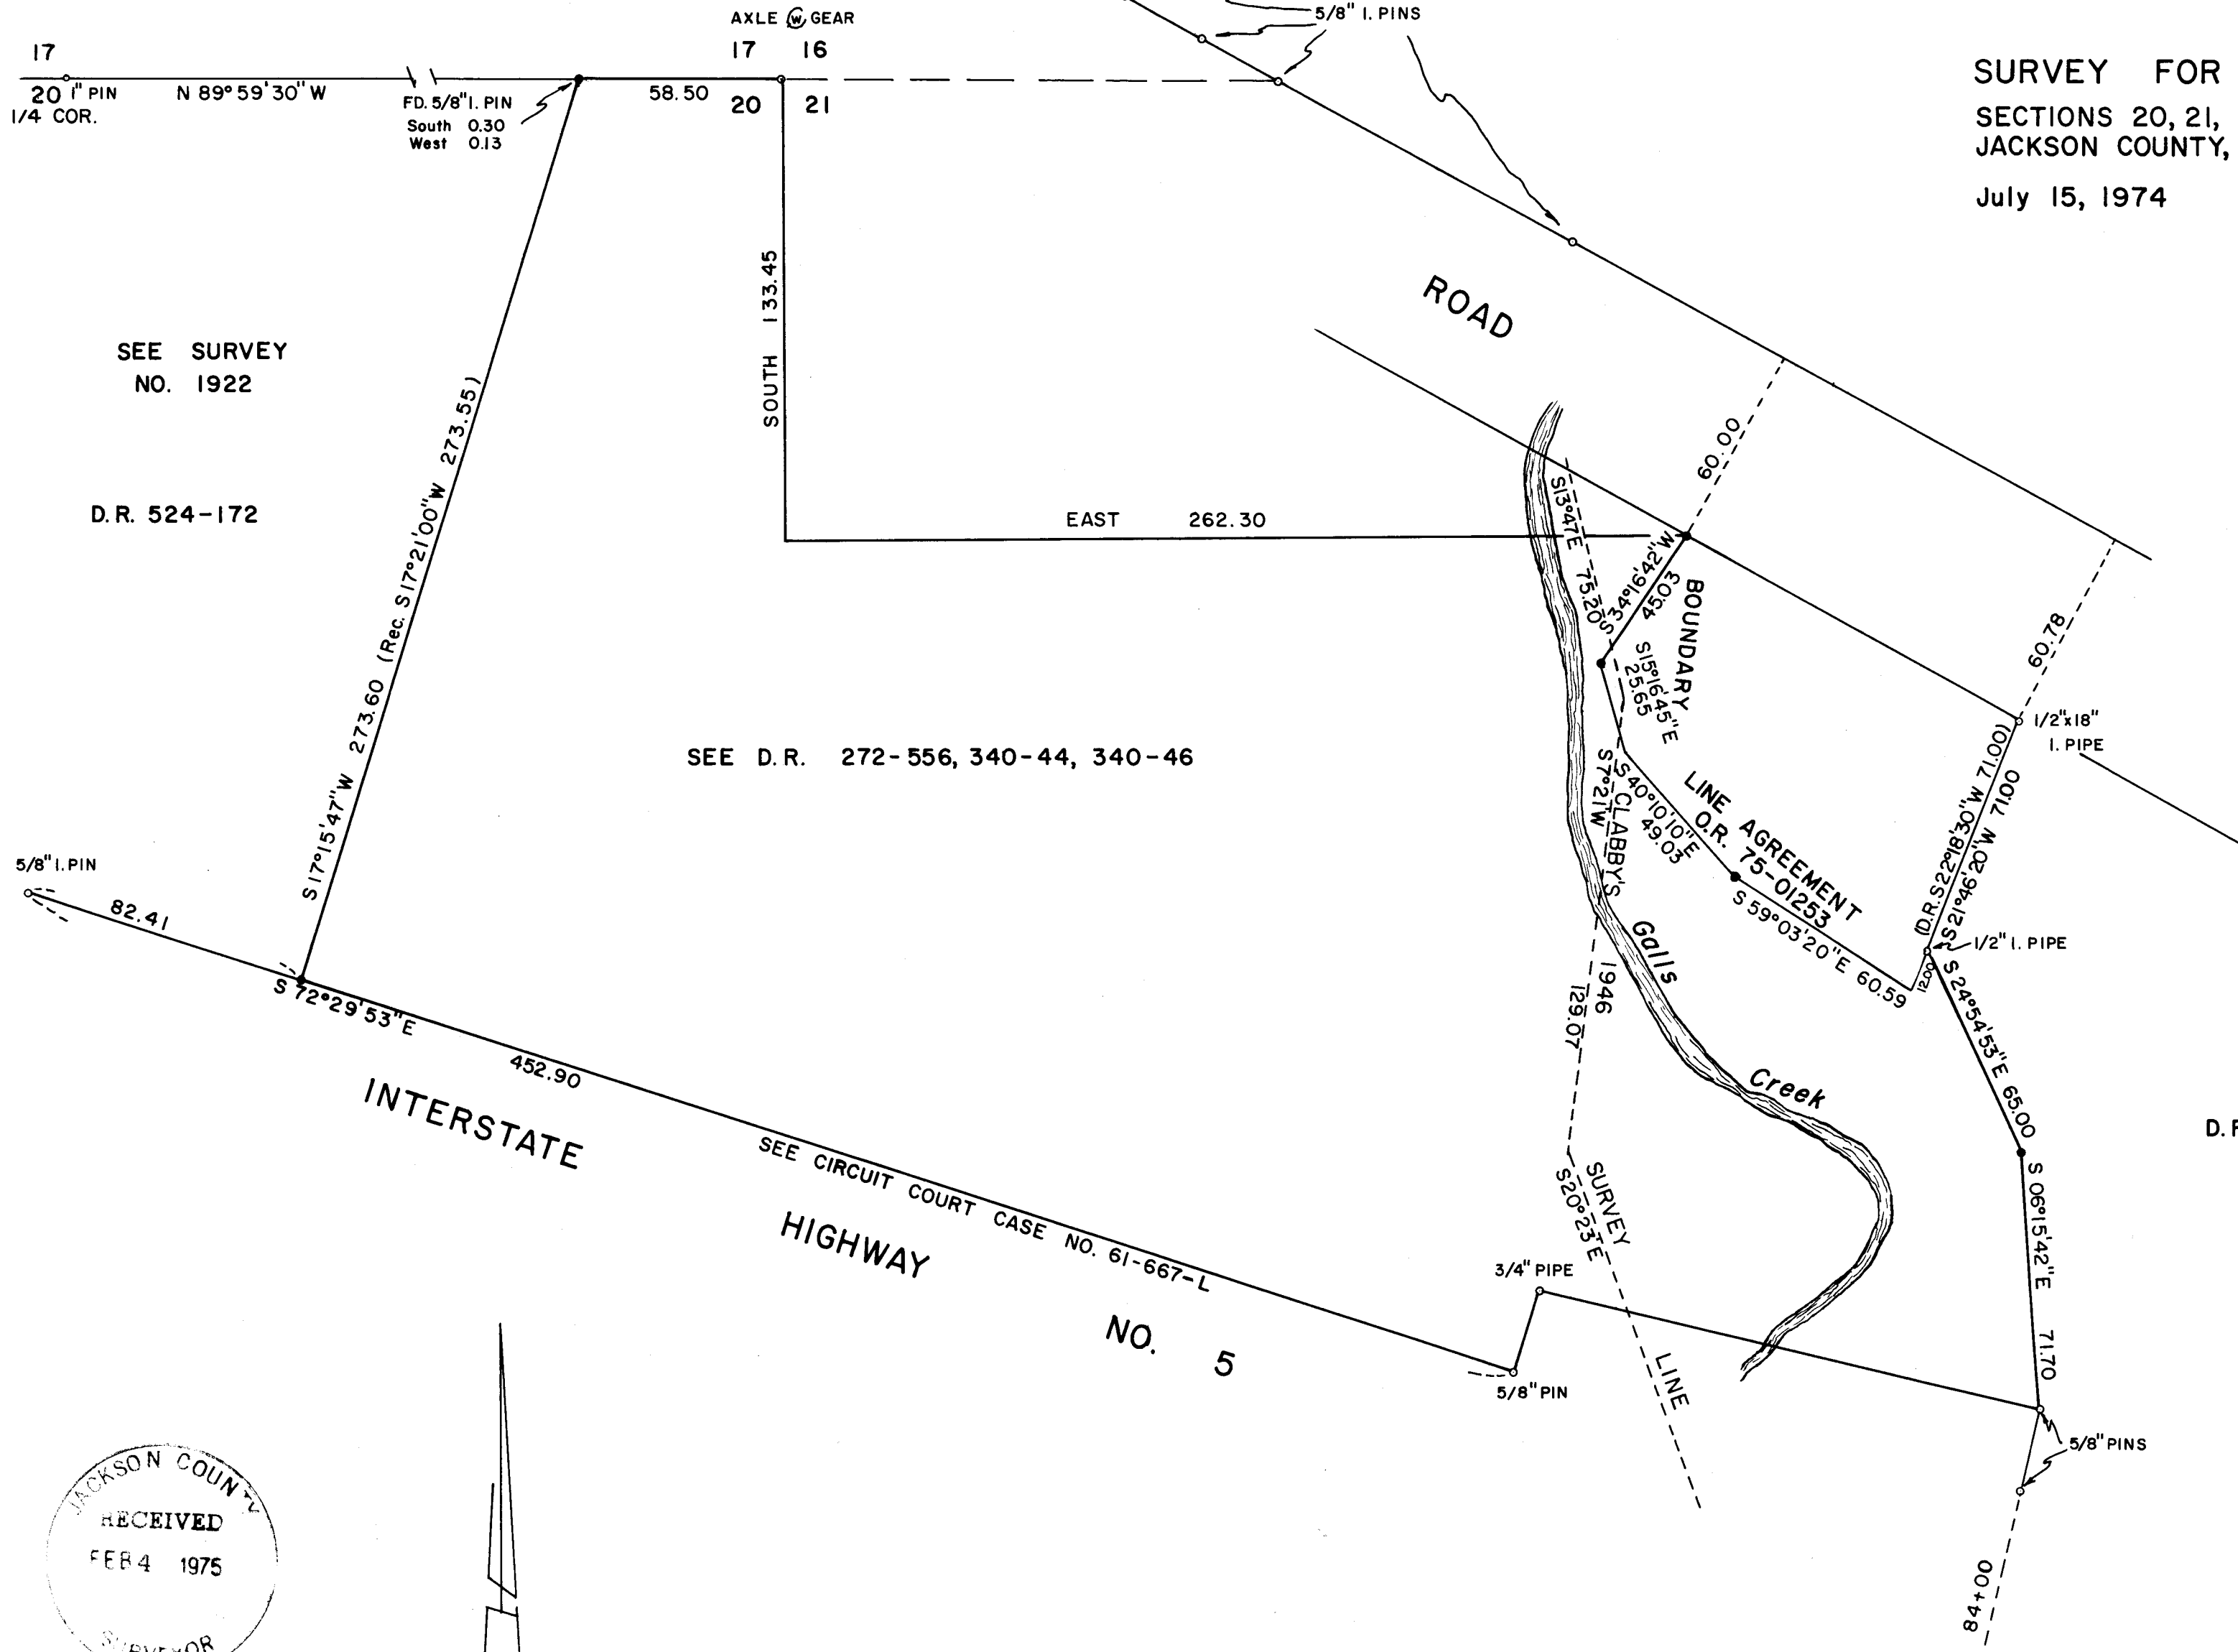 AXLE W GEAR
5/8" I. PINS
17
17 16
20 1" PIN
1/4 COR.
N 89°59'30" W
FD. 5/8" I. PIN
South 0.30
West 0.13
58.50
20 21
SURVEY FOR
SECTIONS 20, 21,
JACKSON COUNTY,
July 15, 1974
SOUTH 133.45
ROAD
SEE SURVEY
NO. 1922
D.R. 524-172
S17°15'47"W 273.60 (Rec. S17°21'00"W 273.55)
EAST 262.30
60.00
S13°47'E 75.20
S 34°16'42"W
45.03
BOUNDARY
S15°16'45"E
25.65
60.78
1/2"x18"
I. PIPE
SEE D.R. 272-556, 340-44, 340-46
S7°21'W
S 40°10'10"E
49.03
CLABBY'S
LINE AGREEMENT
O.R. 75-01253
S 59°03'20"E 60.59
(D.R. S22°18'30"W 71.00)
S 21°46'20"W 71.00
1/2" I. PIPE
12.00
5/8" I. PIN
82.41
S 72°29'53"E
452.90
Galls
Creek
1946
129.07
S 24°54'53"E 65.00
D.
INTERSTATE
HIGHWAY
NO. 5
SEE CIRCUIT COURT CASE NO. 61-667-L
SURVEY
S20°23'E
LINE
S 06°15'42"E 71.70
3/4" PIPE
5/8" PIN
5/8" PINS
84+00
JACKSON COUNTY
RECEIVED
FEB 4 1975
SURVEYOR